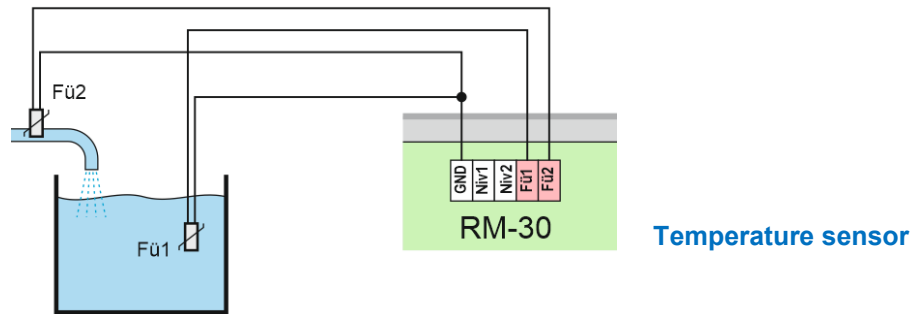 Fü2
Fü1
GND
Niv1
Niv2
Fü1
Fü2
RM-30
Temperature sensor